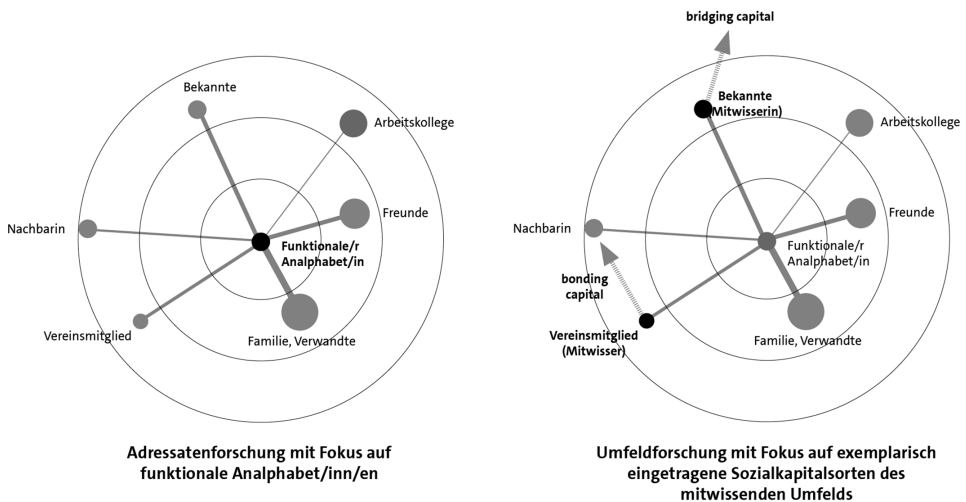 Bekannte
Arbeitskollege
Freunde
Nachbarin
Funktionale/r
Analphabet/in
Vereinsmitglied
Familie, Verwandte
Adressatenforschung mit Fokus auf
funktionale Analphabet/inn/en
bridging capital
Bekannte
(Mitwisserin)
Arbeitskollege
Freunde
Nachbarin
Funktionale/r
Analphabet/in
bonding
capital
Vereinsmitglied
(Mitwisser)
Familie, Verwandte
Umfeldforschung mit Fokus auf exemplarisch
eingetragene Sozialkapitalsorten des
mitwissenden Umfelds